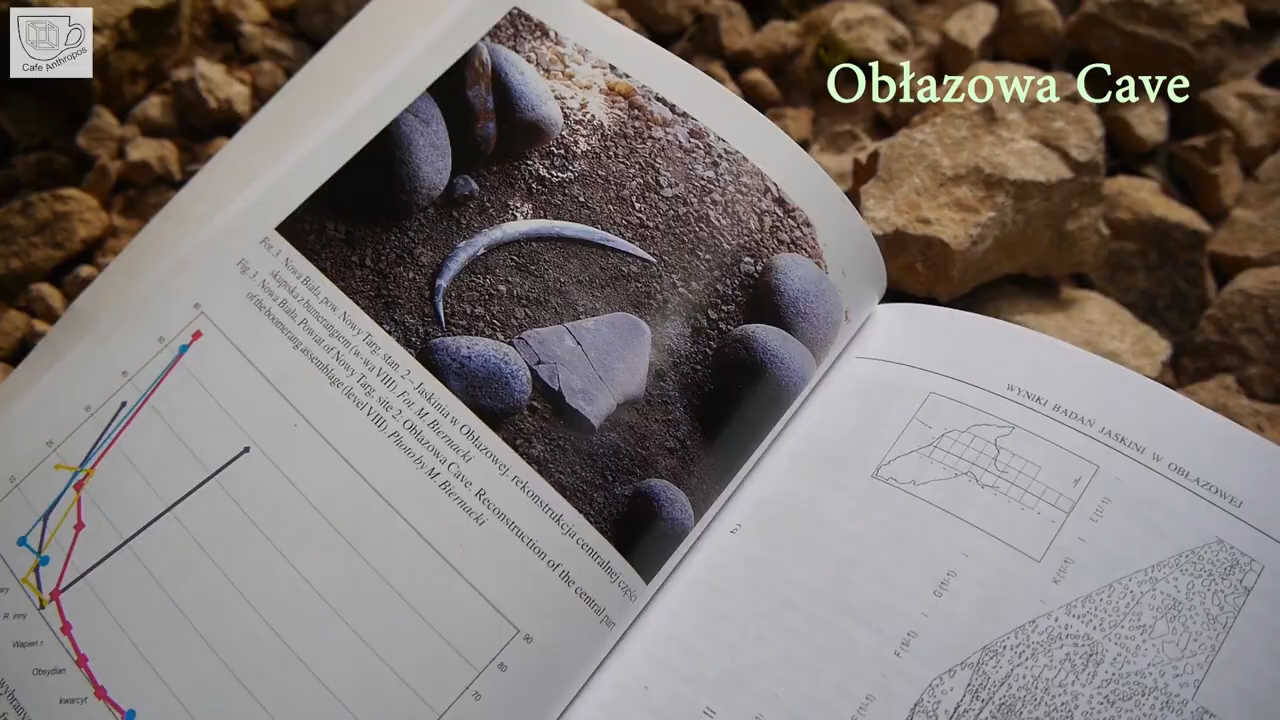 Cafe Anthropos
Obłazowa Cave
Fot. 3. Nowa Biała, pow. Nowy Targ, stan. 2 – Jaskinia w Obłazowej, rekonstrukcja centralnej części
skupiska z bumerangiem (w-wa VIII). Fot. M. Biernacki
Fig. 3. Nowa Biała, Powiat of Nowy Targ, site 2: Obłazowa Cave. Reconstruction of the central part
of the boomerang assemblage (level VIII). Photo by M. Biernacki
90
80
70
R. inny
Wapień r.
Obsydian
kwarcyt
WYNIKI BADAŃ JASKINI W OBŁAZOWEJ
b)